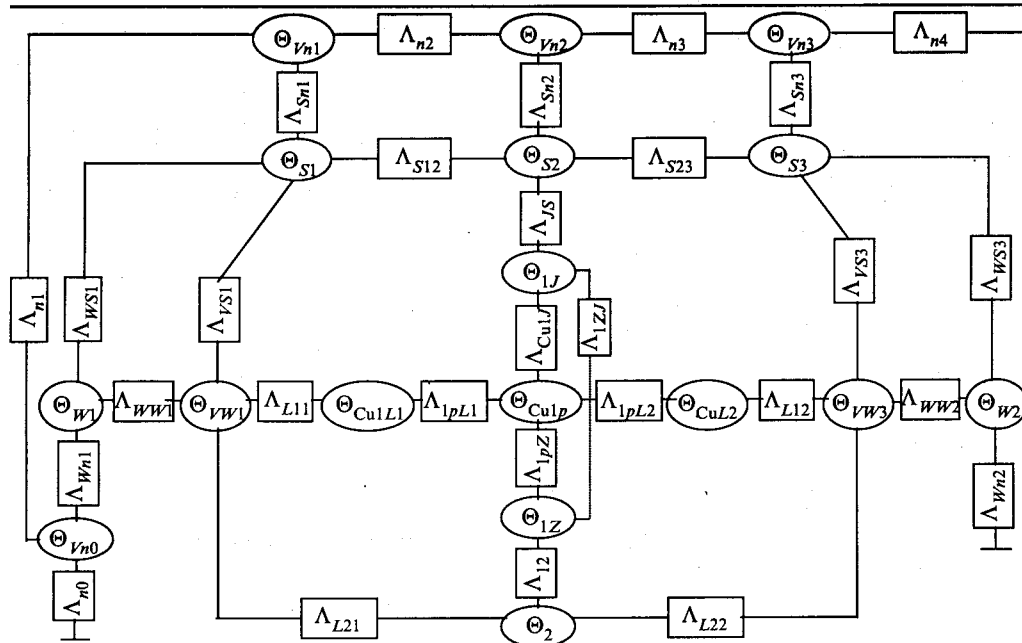 Θ_Vn1 Λ_n2 Θ_Vn2 Λ_n3 Θ_Vn3 Λ_n4
Λ_Sn1 Λ_Sn2 Λ_Sn3
Θ_S1 Λ_S12 Θ_S2 Λ_S23 Θ_S3
Λ_JS
Λ_n1 Λ_WS1 Λ_VS1 Θ_1J Λ_VS3 Λ_WS3
Λ_Cu1J Λ_1ZJ
Θ_W1 Λ_WW1 Θ_VW1 Λ_L11 Θ_Cu1L1 Λ_1pL1 Θ_Cu1p Λ_1pL2 Θ_CuL2 Λ_L12 Θ_VW3 Λ_WW2 Θ_W2
Λ_Wn1 Λ_1pZ Λ_Wn2
Θ_Vn0 Θ_1Z
Λ_n0 Λ_12
Λ_L21 Θ_2 Λ_L22